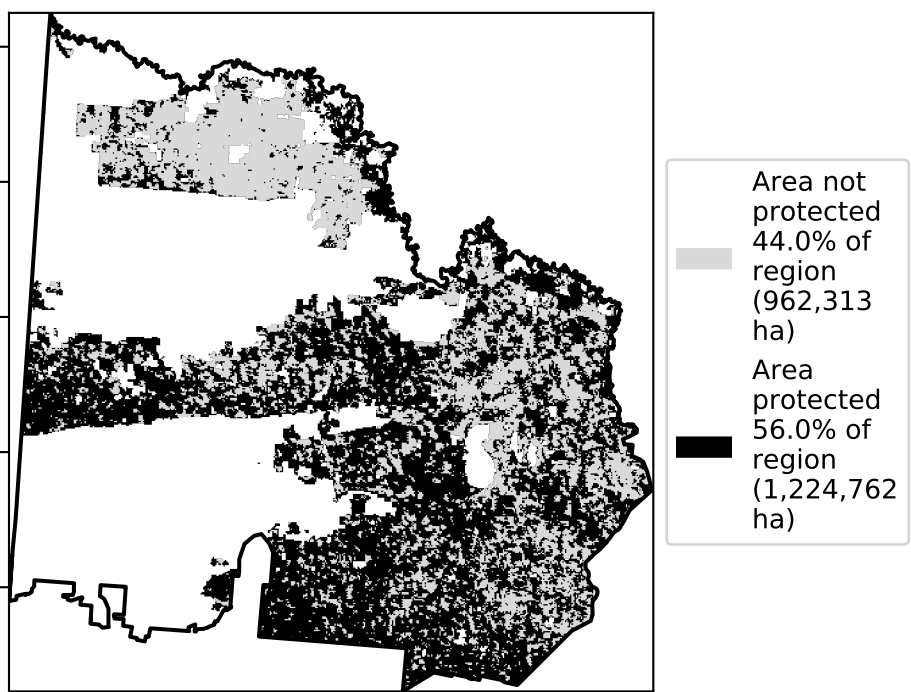 Area not
protected
44.0% of
region
(962,313
ha)
Area
protected
56.0% of
region
(1,224,762
ha)